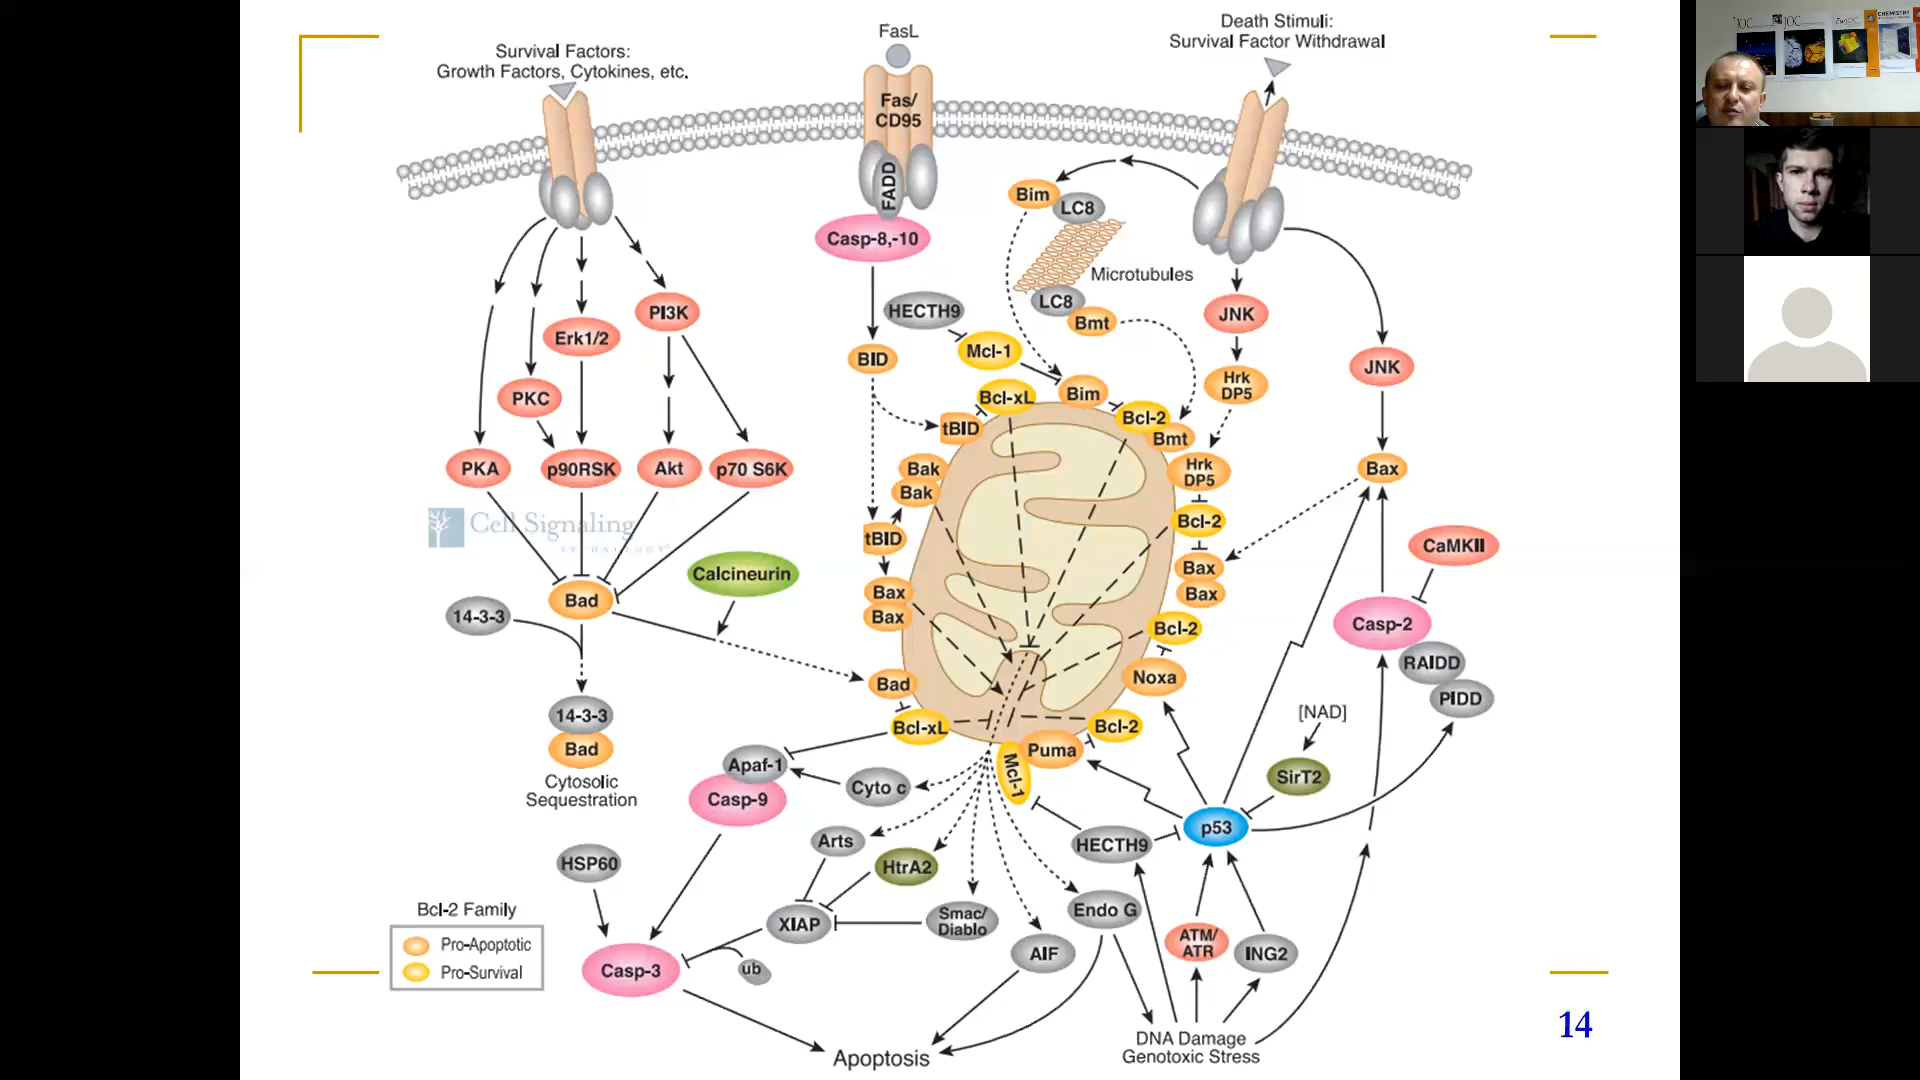 Survival Factors:
Growth Factors, Cytokines, etc.
FasL
Death Stimuli:
Survival Factor Withdrawal
Fas/
CD95
FADD
Casp-8,-10
Bim
LC8
Microtubules
LC8
Bmt
HECTH9
Mcl-1
BID
Bcl-xL
Bim
tBID
Bcl-2
Bmt
JNK
Hrk
DP5
JNK
PI3K
Erk1/2
PKC
PKA
p90RSK
Akt
p70 S6K
Bak
Bak
Hrk
DP5
Bax
Cell Signaling
TECHNOLOGY
Bcl-2
tBID
CaMKII
Calcineurin
Bax
Bax
Bax
Bax
Bad
14-3-3
Casp-2
Bcl-2
RAIDD
Noxa
PIDD
Bad
14-3-3
Bad
Cytosolic
Sequestration
Bcl-xL
Bcl-2
[NAD]
Puma
Mcl-1
Apaf-1
SirT2
Casp-9
Cyto c
p53
Arts
HECTH9
HSP60
HtrA2
Bcl-2 Family
Pro-Apoptotic
Pro-Survival
XIAP
Smac/
Diablo
Endo G
ATM/
ATR
ING2
AIF
Casp-3
ub
DNA Damage
Genotoxic Stress
Apoptosis
14
JOC
JOC
EurJOC
CHEMISTRY